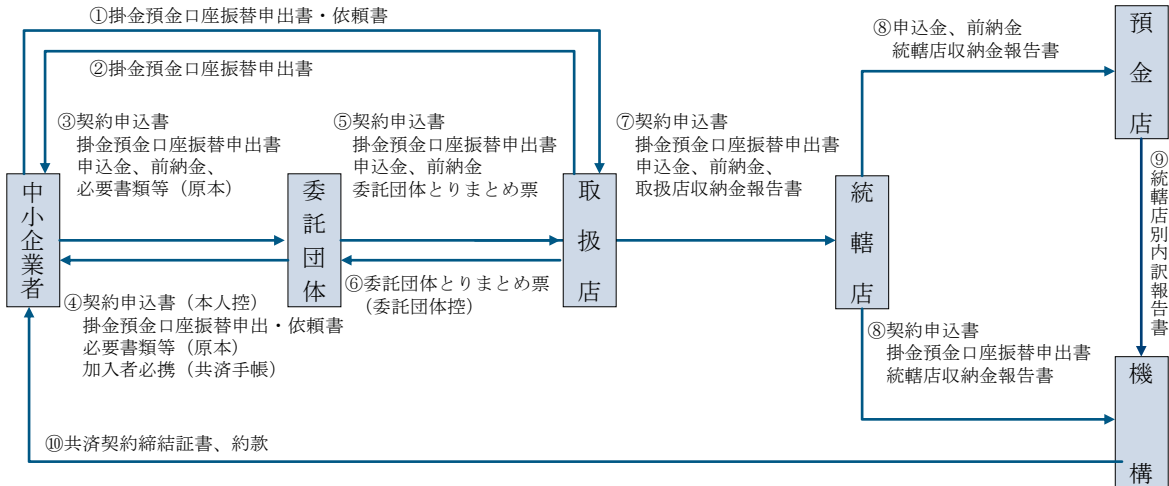 ①掛金預金口座振替申出書・依頼書
②掛金預金口座振替申出書
③契約申込書
掛金預金口座振替申出書
申込金、前納金、
必要書類等（原本）
⑤契約申込書
掛金預金口座振替申出書
申込金、前納金
委託団体とりまとめ票
⑦契約申込書
掛金預金口座振替申出書
申込金、前納金、
取扱店収納金報告書
⑧申込金、前納金
統轄店収納金報告書
預金店
⑨統轄店別内訳報告書
中小企業者
委託団体
取扱店
統轄店
④契約申込書（本人控）
掛金預金口座振替申出・依頼書
必要書類等（原本）
加入者必携（共済手帳）
⑥委託団体とりまとめ票
（委託団体控）
⑧契約申込書
掛金預金口座振替申出書
統轄店収納金報告書
機構
⑩共済契約締結証書、約款